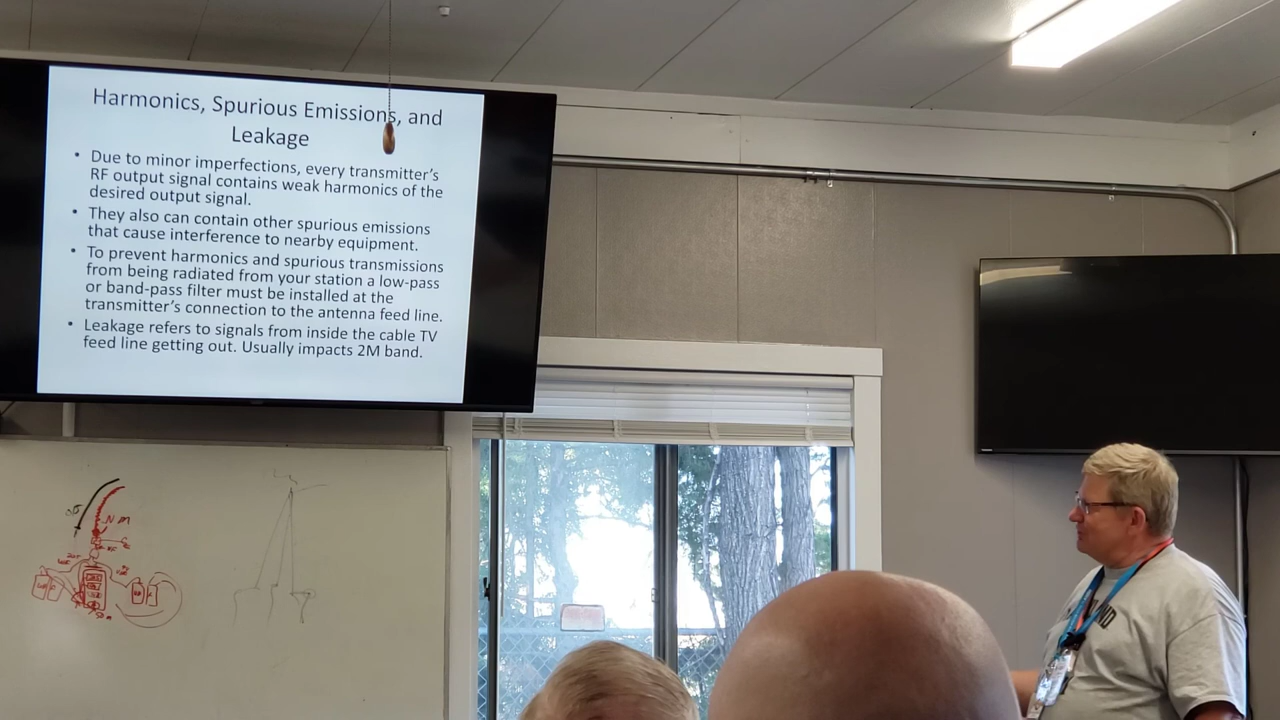 Harmonics, Spurious Emissions, and
Leakage
• Due to minor imperfections, every transmitter's
RF output signal contains weak harmonics of the
desired output signal.
• They also can contain other spurious emissions
that cause interference to nearby equipment.
• To prevent harmonics and spurious transmissions
from being radiated from your station a low-pass
or band-pass filter must be installed at the
transmitter's connection to the antenna feed line.
• Leakage refers to signals from inside the cable TV
feed line getting out. Usually impacts 2M band.